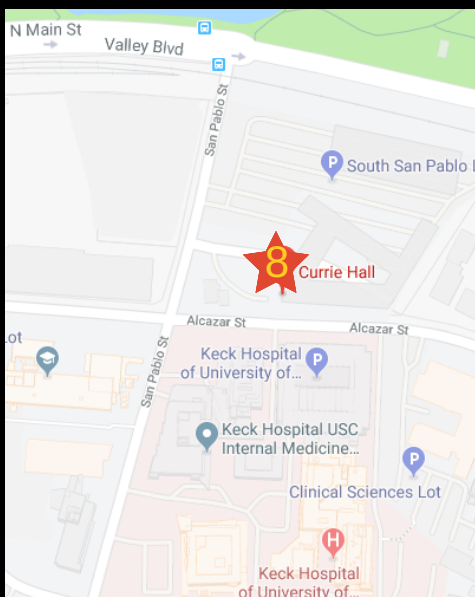 N Main St
Valley Blvd
San Pablo St
P
South San Pablo
8
Currie Hall
Alcazar St
Alcazar St
ot
San Pablo St
Keck Hospital
of University of...
P
Keck Hospital USC
Internal Medicine...
P
Clinical Sciences Lot
H
Keck Hospital
of University of...